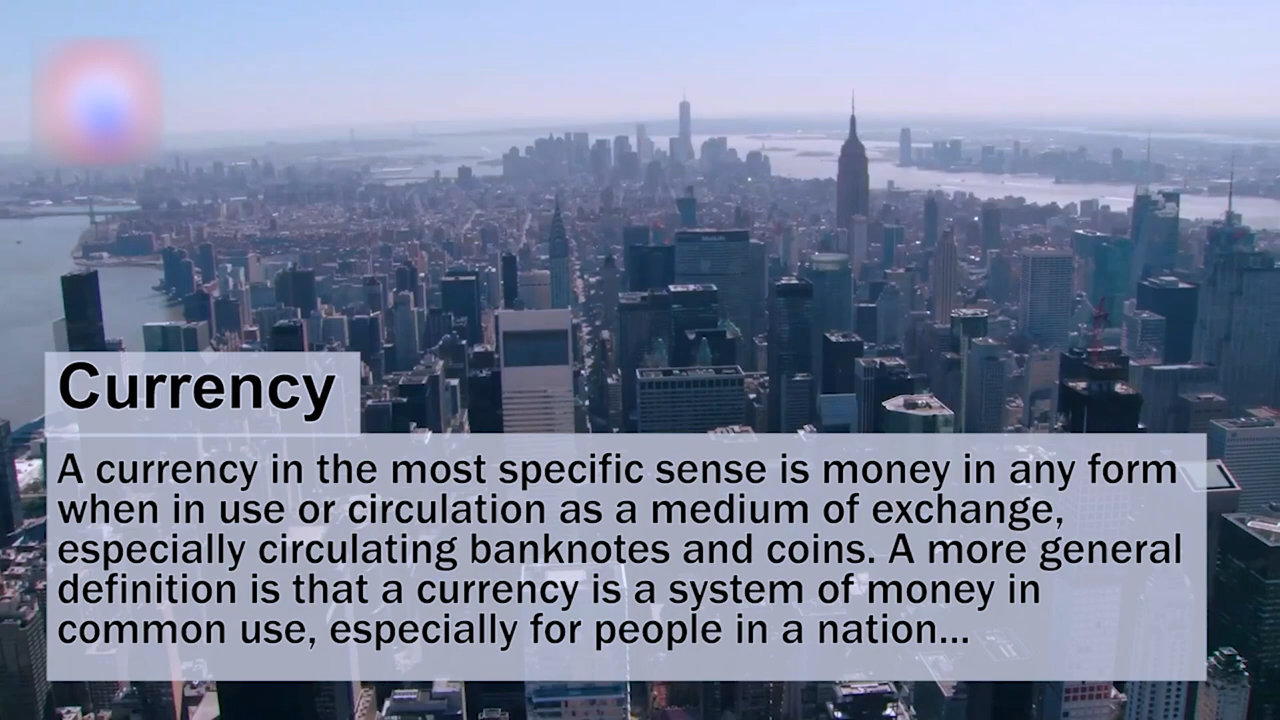 Currency
A currency in the most specific sense is money in any form
when in use or circulation as a medium of exchange,
especially circulating banknotes and coins. A more general
definition is that a currency is a system of money in
common use, especially for people in a nation...